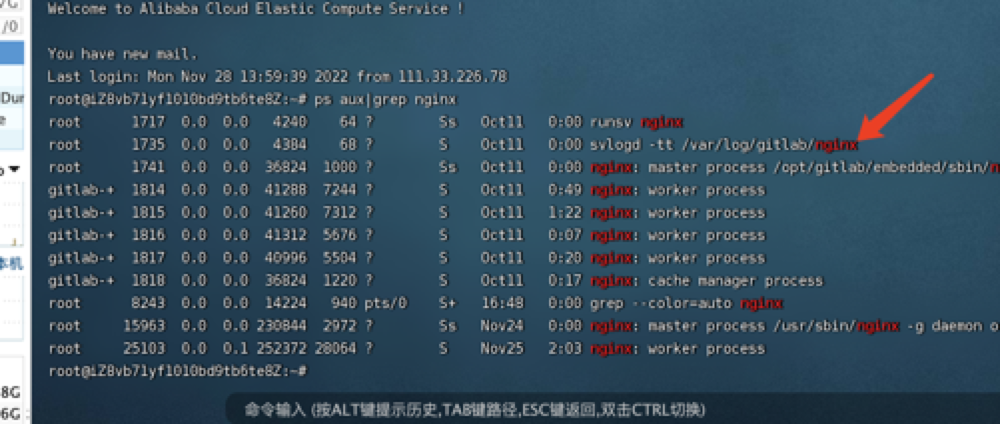 Welcome to Alibaba Cloud Elastic Compute Service !
/0
You have new mail.
Last login: Mon Nov 28 13:59:39 2022 from 111.33.226.78
root@iZ8vb71yf1010bd9tb6te8Z:~# ps aux|grep nginx
root 1717 0.0 0.0 4240 64 ? Ss Oct11 0:00 runsv nginx
root 1735 0.0 0.0 4384 68 ? S Oct11 0:00 svlogd -tt /var/log/gitlab/nginx
root 1741 0.0 0.0 36824 1000 ? Ss Oct11 0:00 nginx: master process /opt/gitlab/embedded/sbin/n
gitlab-+ 1814 0.0 0.0 41288 7244 ? S Oct11 0:49 nginx: worker process
gitlab-+ 1815 0.0 0.0 41260 7312 ? S Oct11 1:22 nginx: worker process
gitlab-+ 1816 0.0 0.0 41312 5676 ? S Oct11 0:07 nginx: worker process
gitlab-+ 1817 0.0 0.0 40996 5504 ? S Oct11 0:20 nginx: worker process
gitlab-+ 1818 0.0 0.0 36824 1220 ? S Oct11 0:17 nginx: cache manager process
root 8243 0.0 0.0 14224 940 pts/0 S+ 16:48 0:00 grep --color=auto nginx
root 15963 0.0 0.0 230844 2972 ? Ss Nov24 0:00 nginx: master process /usr/sbin/nginx -g daemon o
root 25103 0.0 0.1 252372 28064 ? S Nov25 2:03 nginx: worker process
root@iZ8vb71yf1010bd9tb6te8Z:~#
命令输入 (按ALT键提示历史,TAB键路径,ESC键返回,双击CTRL切换)